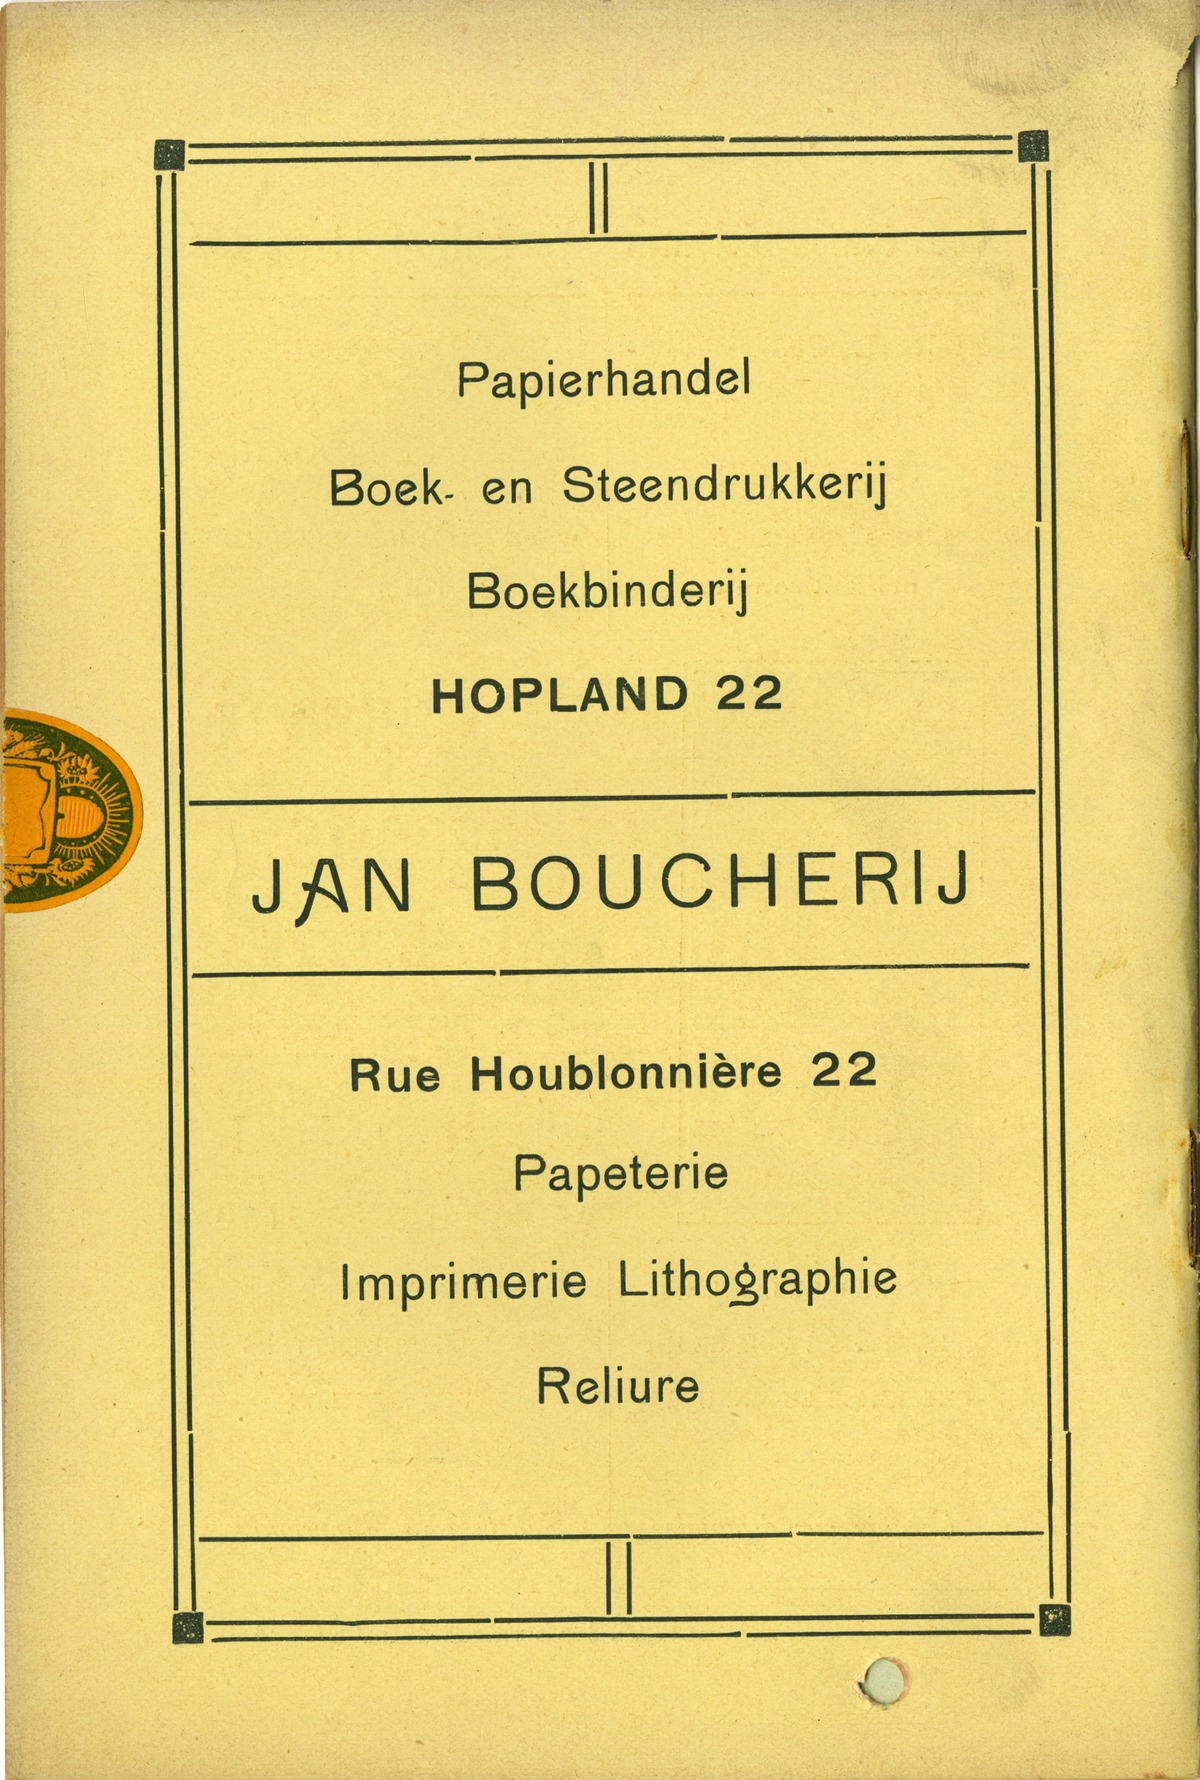 Papierhandel
Boek- en Steendrukkerij
Boekbinderij
HOPLAND 22
JAN BOUCHERIJ
Rue Houblonnière 22
Papeterie
Imprimerie Lithographie
Reliure